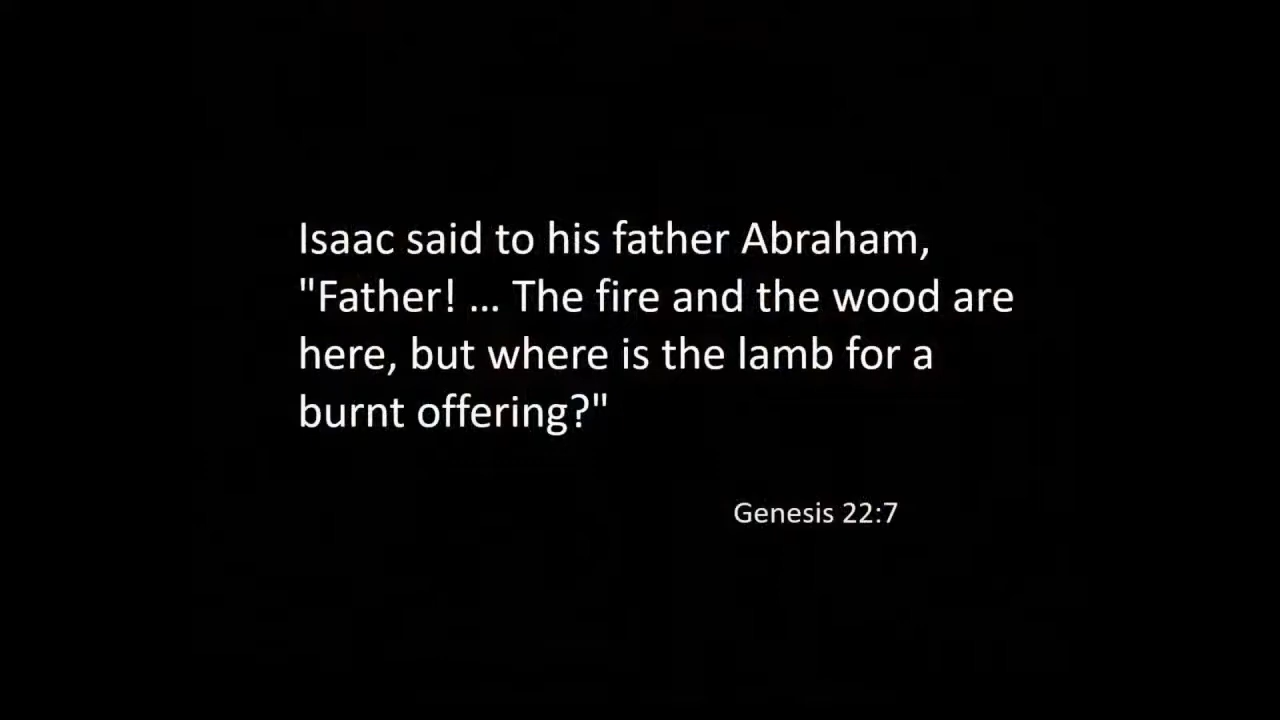 Isaac said to his father Abraham,
"Father! ... The fire and the wood are
here, but where is the lamb for a
burnt offering?"
Genesis 22:7